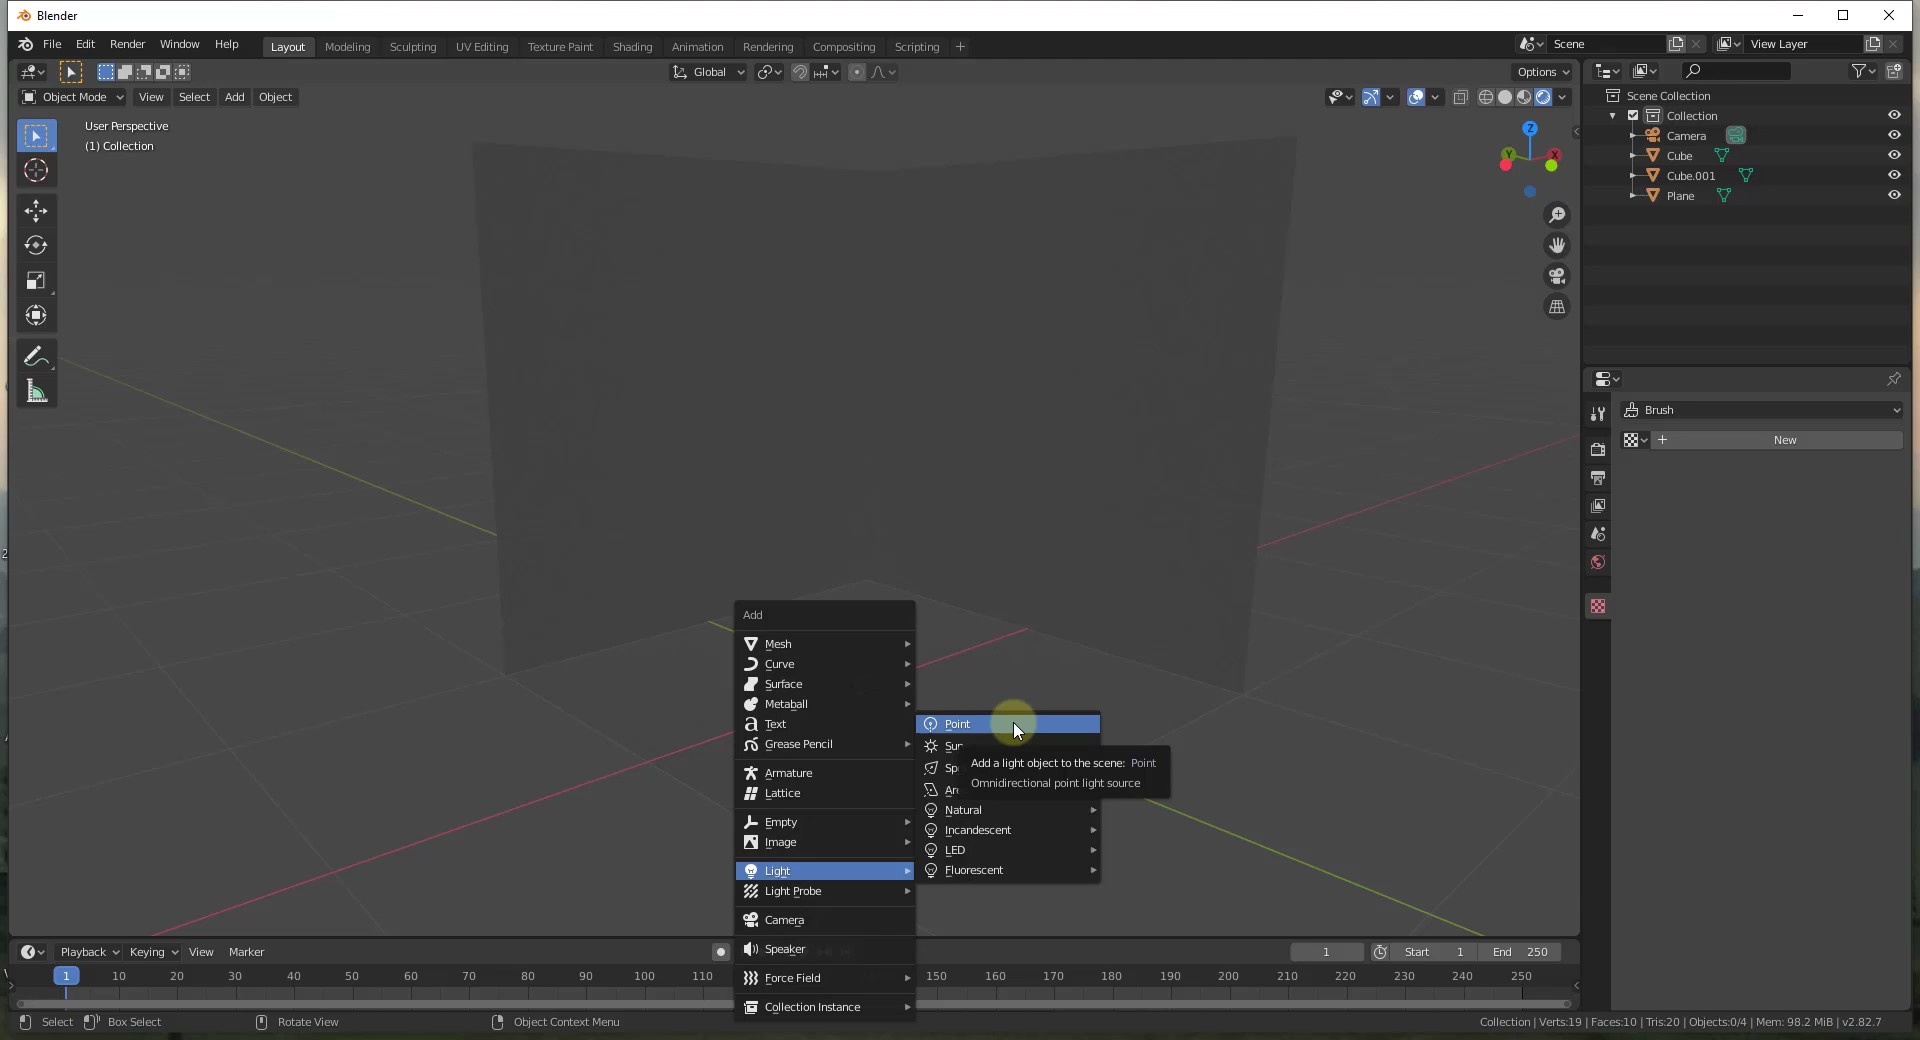 Blender
File Edit Render Window Help Layout Modeling Sculpting UV Editing Texture Paint Shading Animation Rendering Compositing Scripting + Scene View Layer
Global Options
Object Mode View Select Add Object
User Perspective
(1) Collection
Z
Y X
Scene Collection
Collection
Camera
Cube
Cube.001
Plane
Brush
+ New
Add
Mesh
Curve
Surface
Metaball
Text
Grease Pencil
Armature
Lattice
Empty
Image
Light
Light Probe
Camera
Speaker
Force Field
Collection Instance
Point
Sun
Natural
Incandescent
LED
Fluorescent
Add a light object to the scene: Point
Omnidirectional point light source
Playback Keying View Marker 1 Start 1 End 250
1 10 20 30 40 50 60 70 80 90 100 110 150 160 170 180 190 200 210 220 230 240 250
Select Box Select Rotate View Object Context Menu Collection | Verts:19 | Faces:10 | Tris:20 | Objects:0/4 | Mem: 98.2 MiB | v2.82.7